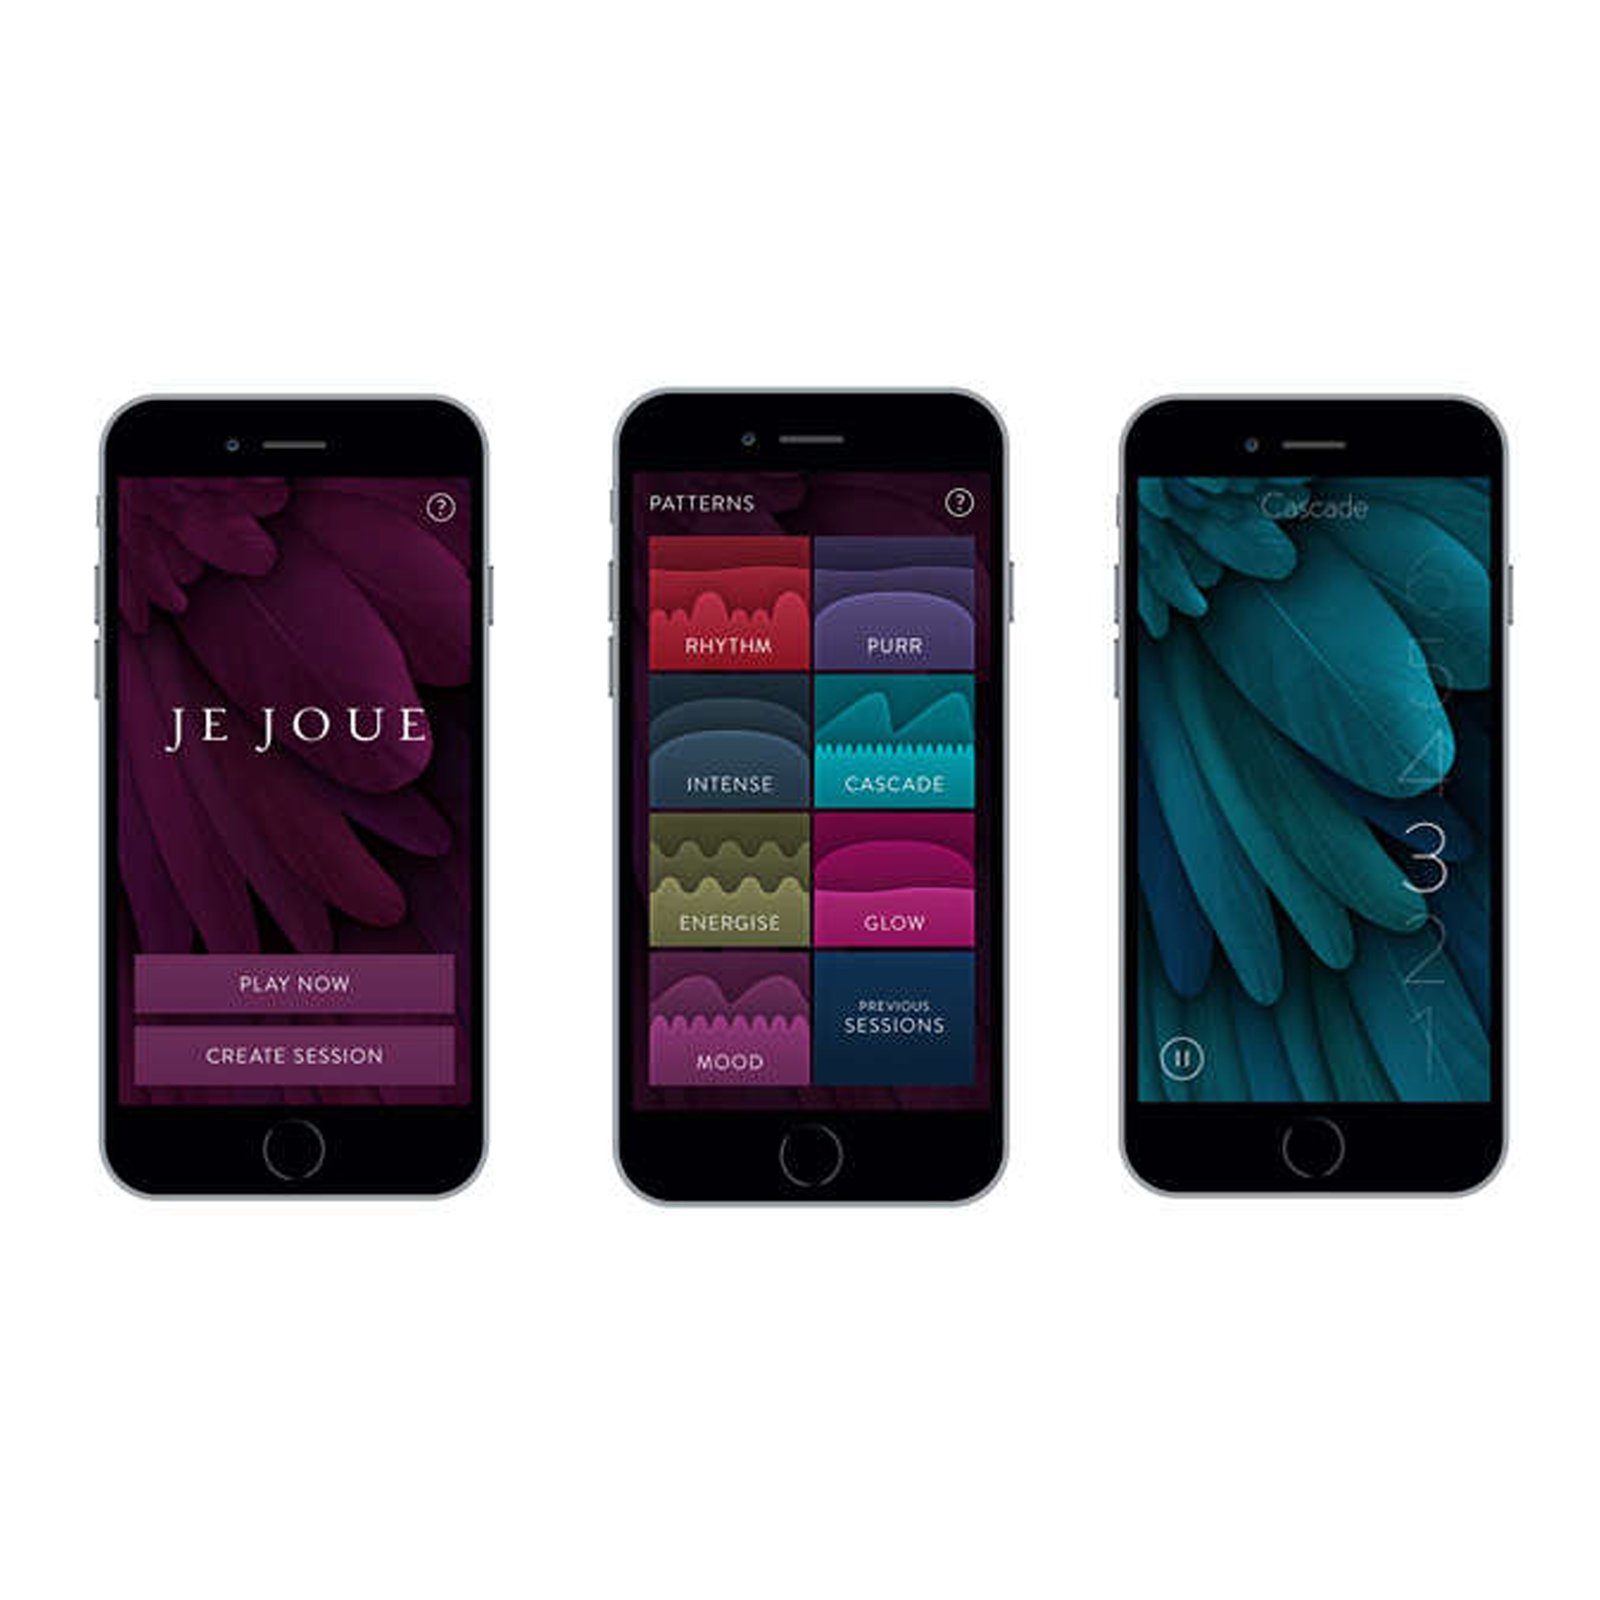 ?
JE JOUE
PLAY NOW
CREATE SESSION
PATTERNS
?
RHYTHM
PURR
INTENSE
CASCADE
ENERGISE
GLOW
MOOD
PREVIOUS
SESSIONS
Cascade
6
5
4
3
2
1